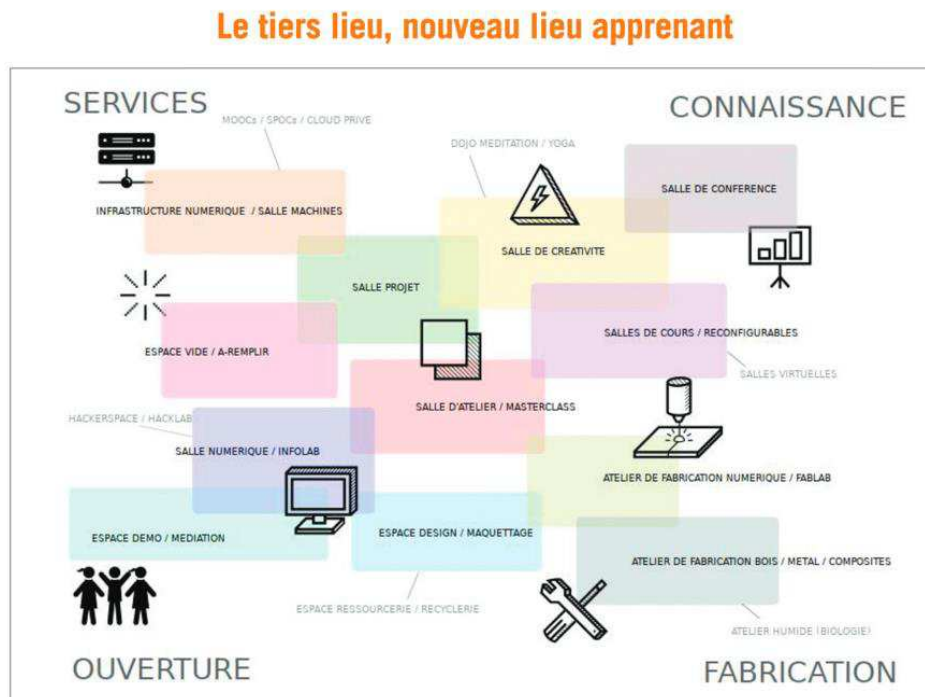 Le tiers lieu, nouveau lieu apprenant
SERVICES
CONNAISSANCE
MOOCs / SPOCs / CLOUD PRIVE
DOJO MEDITATION / YOGA
SALLE DE CONFERENCE
INFRASTRUCTURE NUMERIQUE / SALLE MACHINES
SALLE DE CREATIVITE
SALLE PROJET
SALLES DE COURS / RECONFIGURABLES
ESPACE VIDE / A-REMPLIR
SALLES VIRTUELLES
SALLE D'ATELIER / MASTERCLASS
HACKERSPACE / HACKLAB
SALLE NUMERIQUE / INFOLAB
ATELIER DE FABRICATION NUMERIQUE / FABLAB
ESPACE DEMO / MEDIATION
ESPACE DESIGN / MAQUETTAGE
ATELIER DE FABRICATION BOIS / METAL / COMPOSITES
ESPACE RESSOURCERIE / RECYCLERIE
ATELIER HUMIDE (BIOLOGIE)
OUVERTURE
FABRICATION